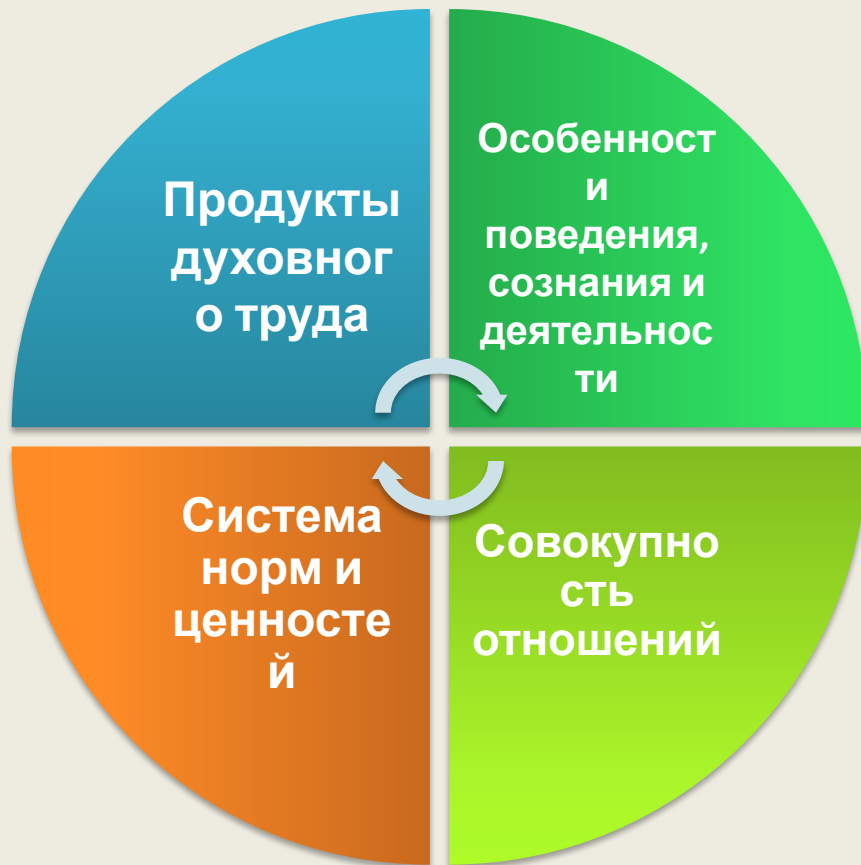 Продукты
духовног
о труда
Особенност
и
поведения,
сознания и
деятельнос
ти
Система
норм и
ценносте
й
Совокупно
сть
отношений